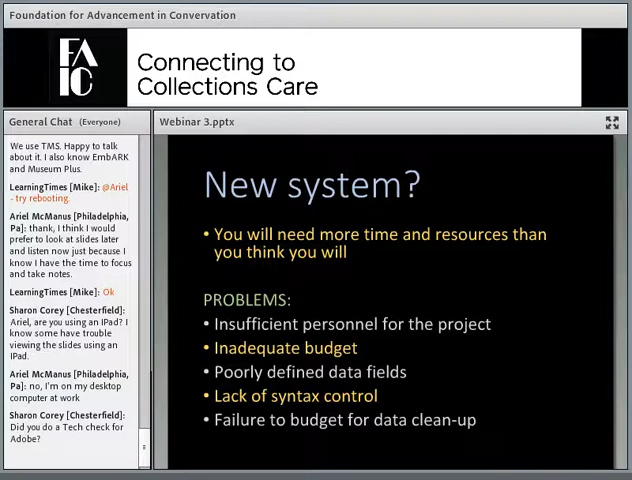 Foundation for Advancement in Convervation
FA
IC
Connecting to
Collections Care
General Chat (Everyone)
We use TMS. Happy to talk
about it. I also know EmbARK
and Museum Plus.
LearningTimes [Mike]: @Ariel
- try rebooting.
Ariel McManus [Philadelphia,
Pa]: thank, I think I would
prefer to look at slides later
and listen now just because I
know I have the time to focus
and take notes.
LearningTimes [Mike]: Ok
Sharon Corey [Chesterfield]:
Ariel, are you using an IPad? I
know some have trouble
viewing the slides using an
IPad.
Ariel McManus [Philadelphia,
Pa]: no, I'm on my desktop
computer at work
Sharon Corey [Chesterfield]:
Did you do a Tech check for
Adobe?
Webinar 3.pptx
New system?
• You will need more time and resources than
you think you will
PROBLEMS:
• Insufficient personnel for the project
• Inadequate budget
• Poorly defined data fields
• Lack of syntax control
• Failure to budget for data clean-up